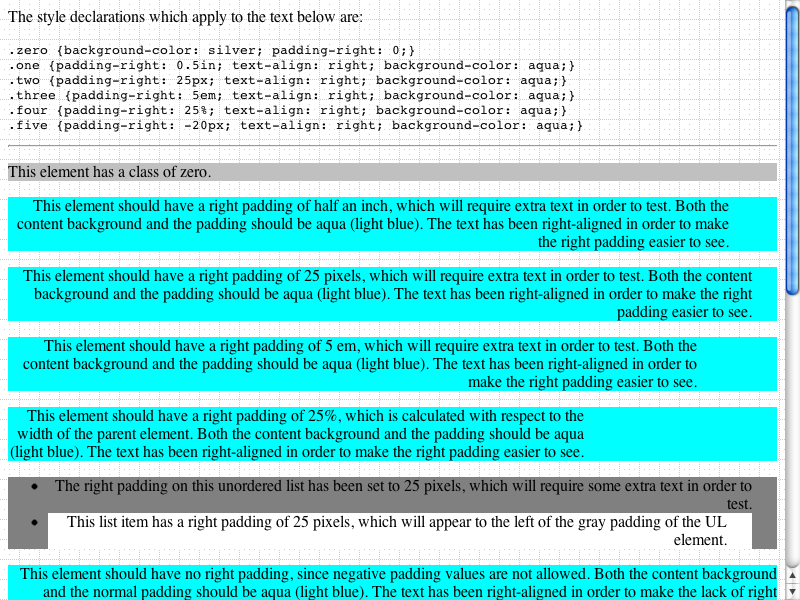 The style declarations which apply to the text below are:
.zero {background-color: silver; padding-right: 0;}
.one {padding-right: 0.5in; text-align: right; background-color: aqua;}
.two {padding-right: 25px; text-align: right; background-color: aqua;}
.three {padding-right: 5em; text-align: right; background-color: aqua;}
.four {padding-right: 25%; text-align: right; background-color: aqua;}
.five {padding-right: -20px; text-align: right; background-color: aqua;}
This element has a class of zero.
This element should have a right padding of half an inch, which will require extra text in order to test. Both the
content background and the padding should be aqua (light blue). The text has been right-aligned in order to make
the right padding easier to see.
This element should have a right padding of 25 pixels, which will require extra text in order to test. Both the content
background and the padding should be aqua (light blue). The text has been right-aligned in order to make the right
padding easier to see.
This element should have a right padding of 5 em, which will require extra text in order to test. Both the
content background and the padding should be aqua (light blue). The text has been right-aligned in order to
make the right padding easier to see.
This element should have a right padding of 25%, which is calculated with respect to the
width of the parent element. Both the content background and the padding should be aqua
(light blue). The text has been right-aligned in order to make the right padding easier to see.
• The right padding on this unordered list has been set to 25 pixels, which will require some extra text in order to
test.
• This list item has a right padding of 25 pixels, which will appear to the left of the gray padding of the UL
element.
This element should have no right padding, since negative padding values are not allowed. Both the content background
and the normal padding should be aqua (light blue). The text has been right-aligned in order to make the lack of right